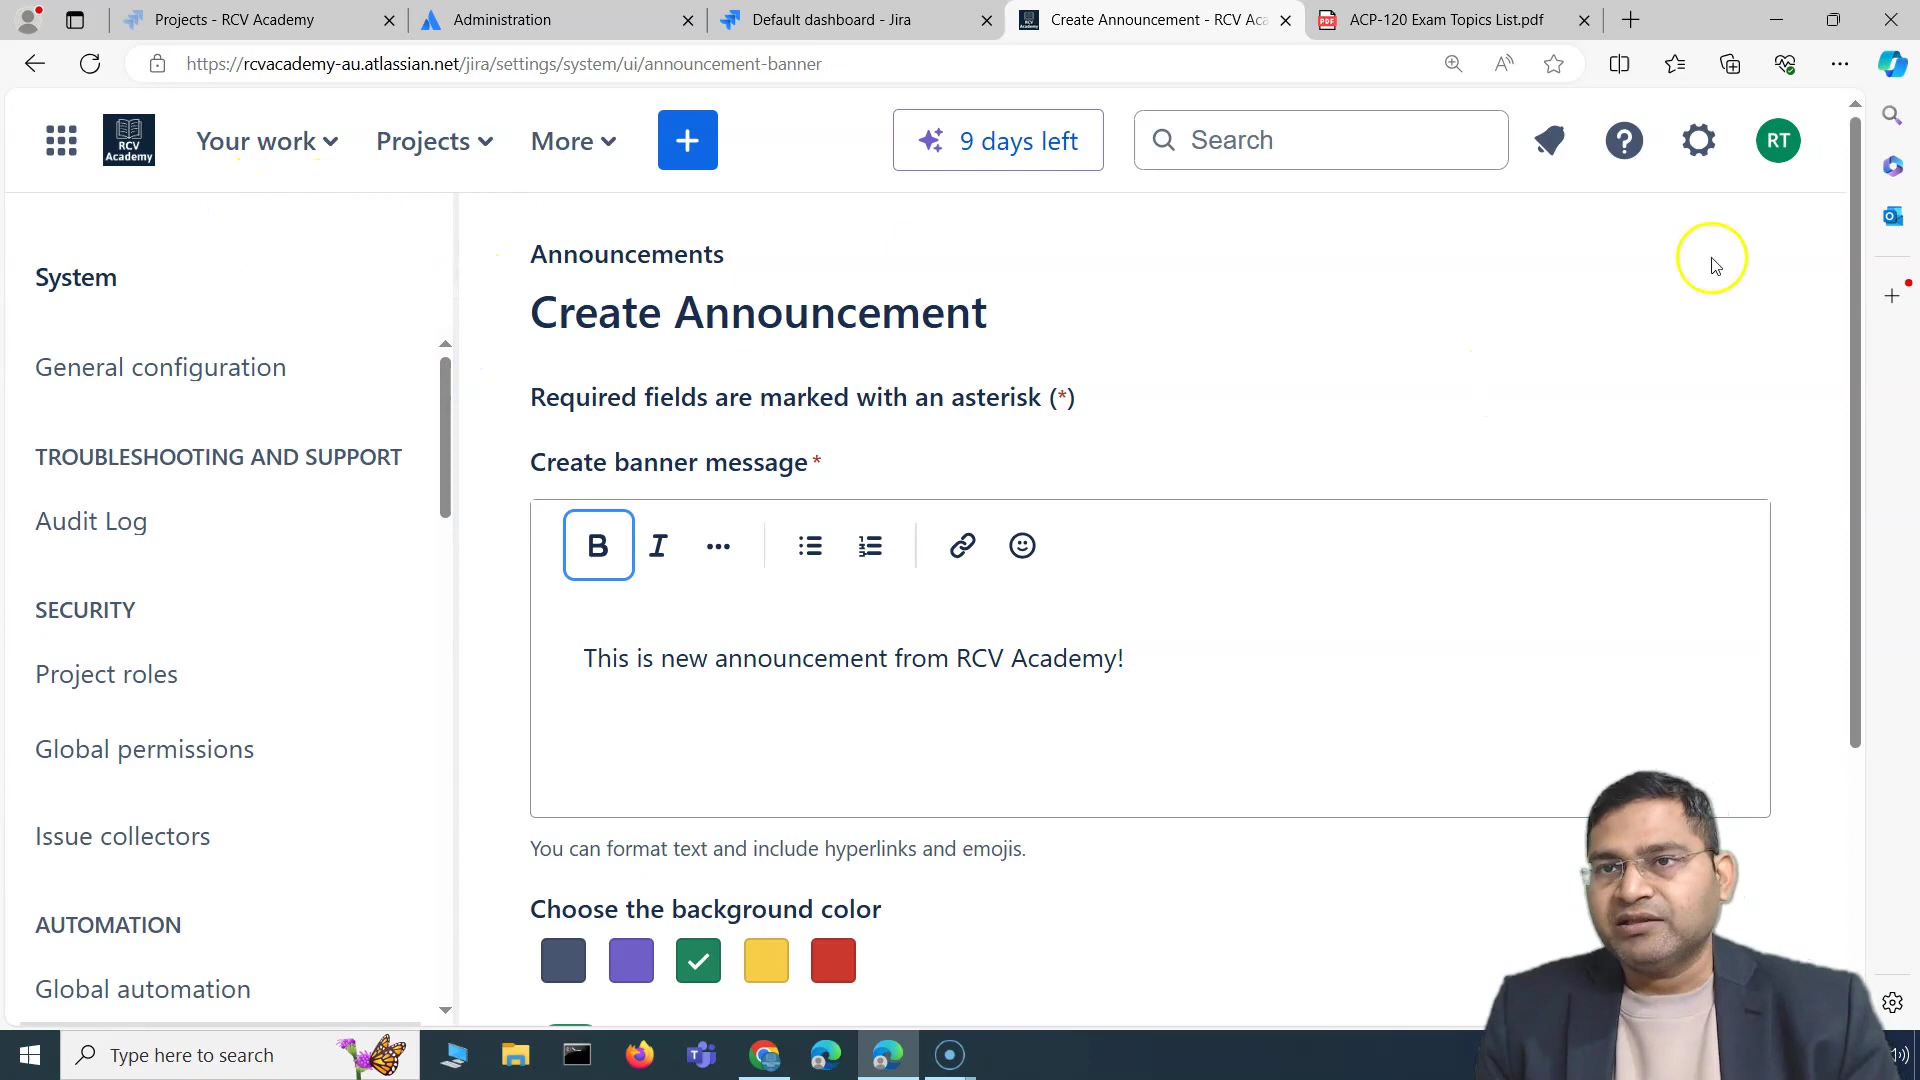 Projects - RCV Academy
Administration
Default dashboard - Jira
Create Announcement - RCV Aca
ACP-120 Exam Topics List.pdf
https://rcvacademy-au.atlassian.net/jira/settings/system/ui/announcement-banner
RCV
Academy
Your work
Projects
More
9 days left
Search
RT
System
General configuration
TROUBLESHOOTING AND SUPPORT
Audit Log
SECURITY
Project roles
Global permissions
Issue collectors
AUTOMATION
Global automation
Announcements
Create Announcement
Required fields are marked with an asterisk (*)
Create banner message *
This is new announcement from RCV Academy!
You can format text and include hyperlinks and emojis.
Choose the background color
Type here to search